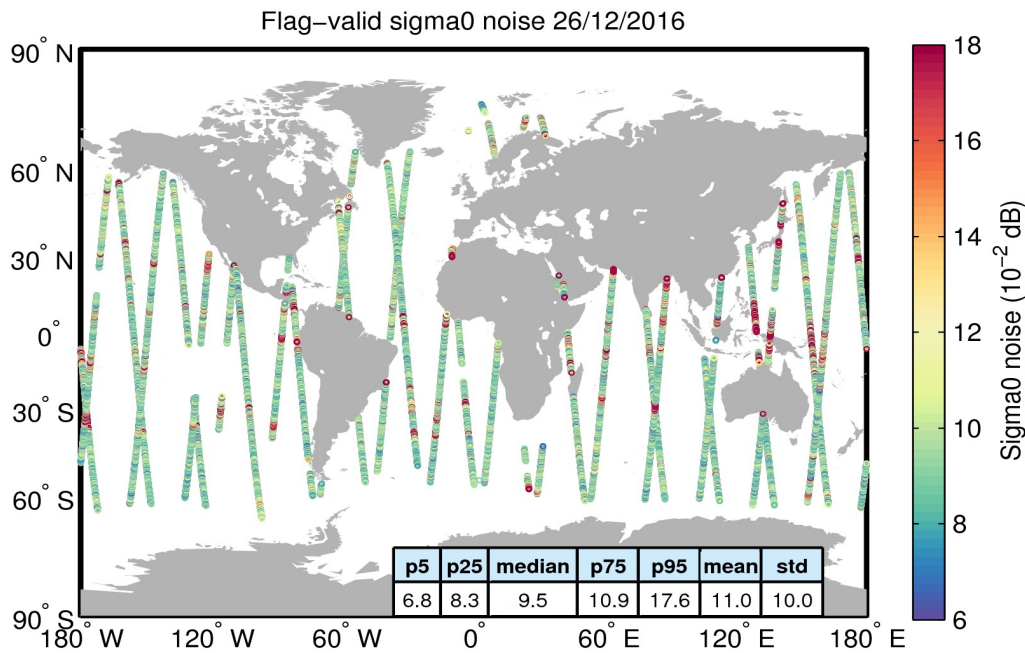 Flag–valid sigma0 noise 26/12/2016
90° N
60° N
30° N
0°
30° S
60° S
90° S
180° W
120° W
60° W
0°
60° E
120° E
180° E
p5 p25 median p75 p95 mean std
6.8 8.3 9.5 10.9 17.6 11.0 10.0
18
16
14
12
10
8
6
Sigma0 noise (10⁻² dB)